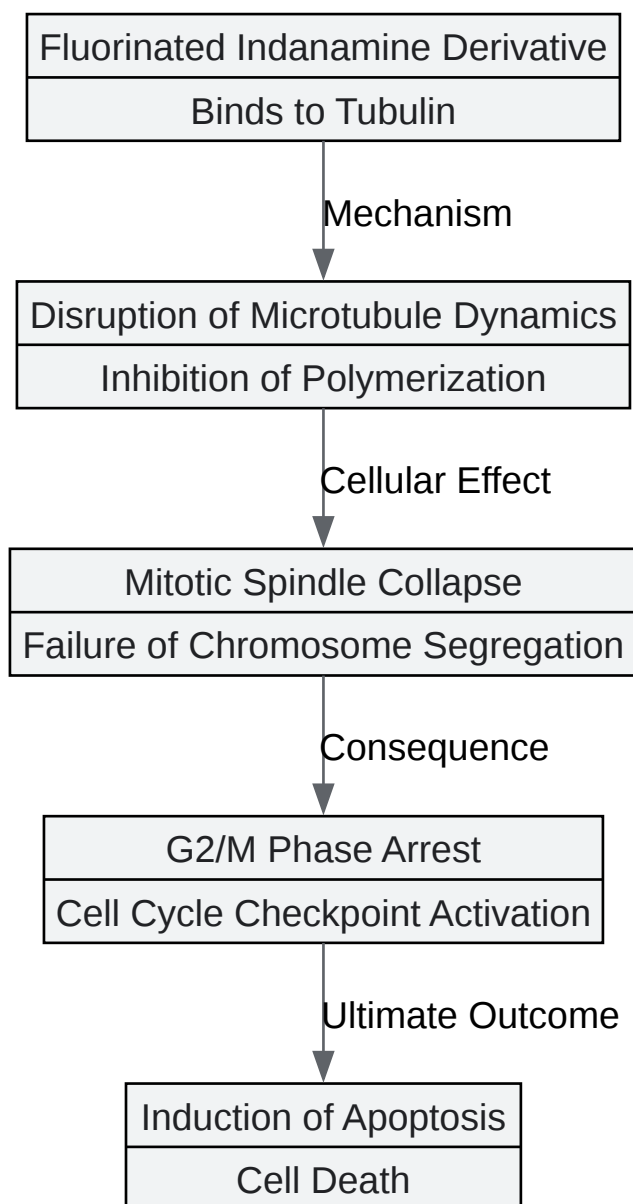 Fluorinated Indanamine Derivative
Binds to Tubulin
Mechanism
Disruption of Microtubule Dynamics
Inhibition of Polymerization
Cellular Effect
Mitotic Spindle Collapse
Failure of Chromosome Segregation
Consequence
G2/M Phase Arrest
Cell Cycle Checkpoint Activation
Ultimate Outcome
Induction of Apoptosis
Cell Death